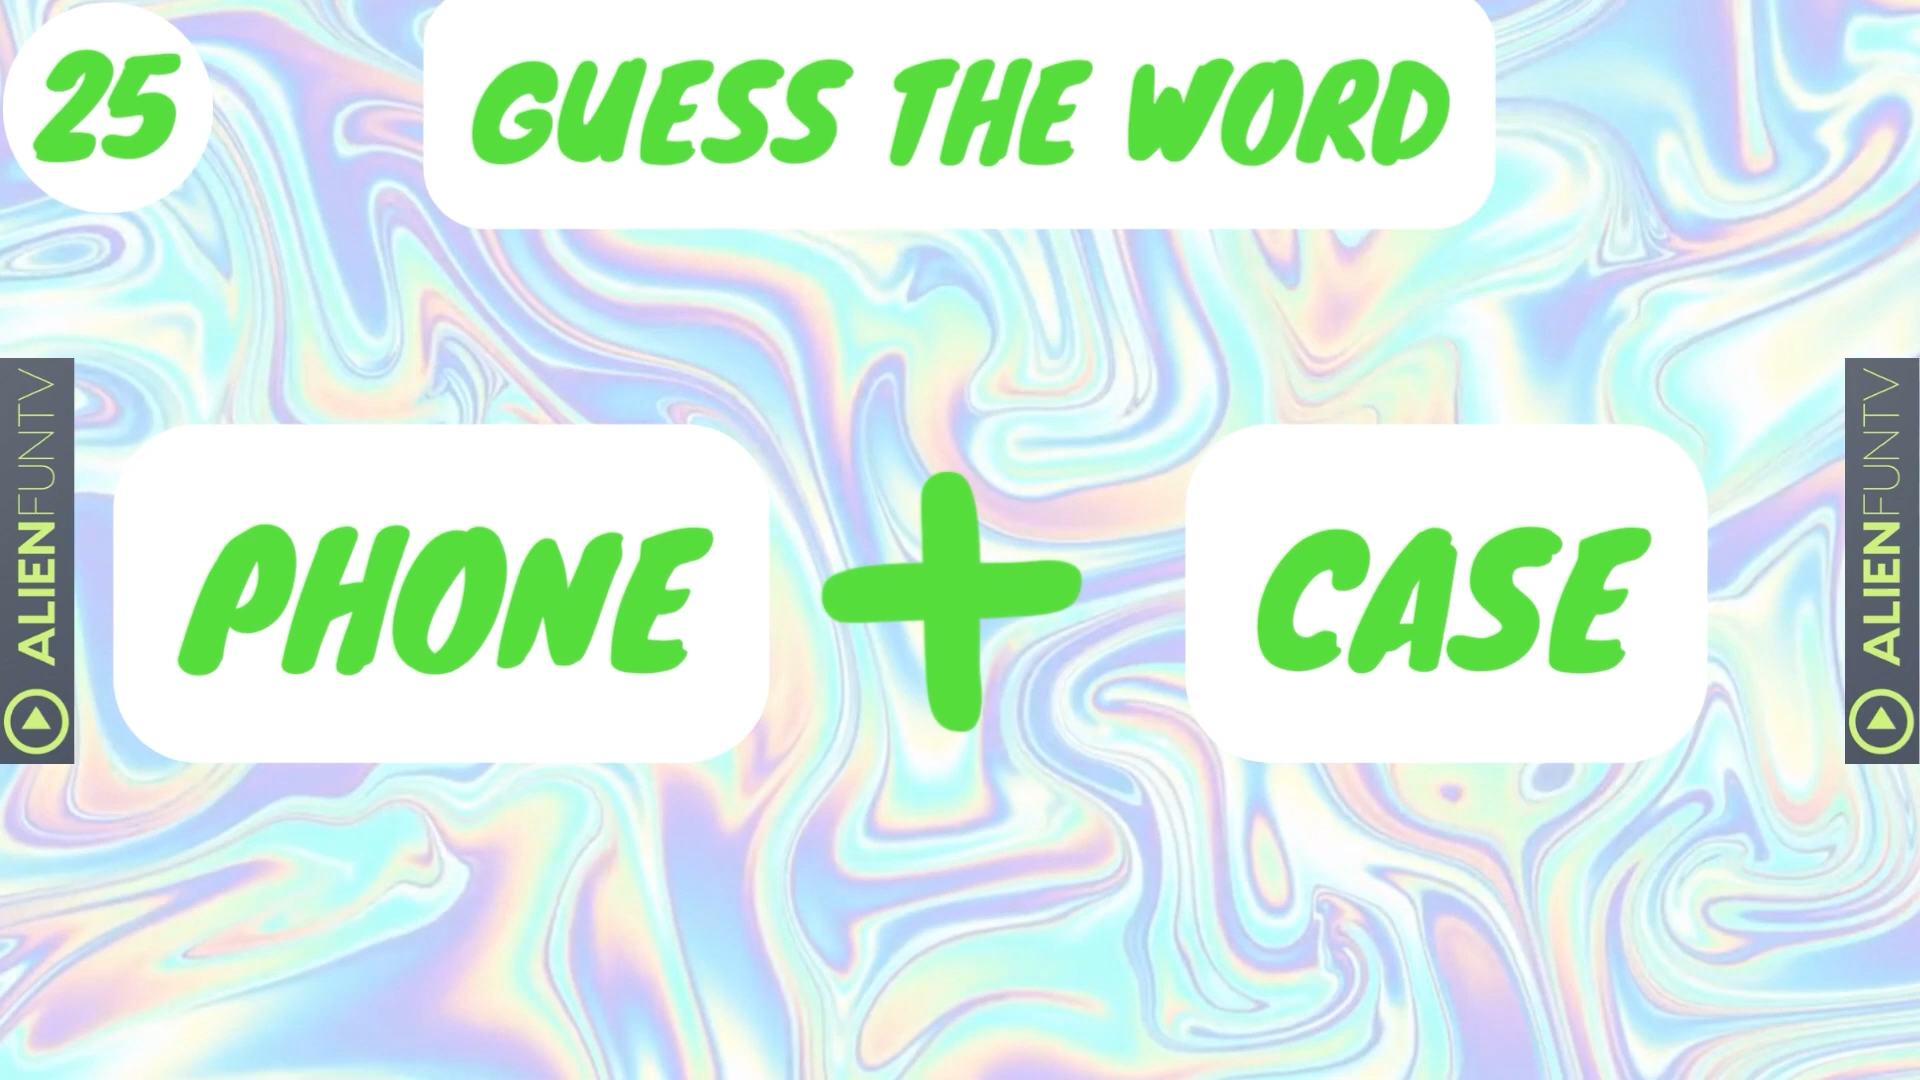 25
GUESS THE WORD
PHONE
+
CASE
ALIENFUNTV
ALIENFUNTV